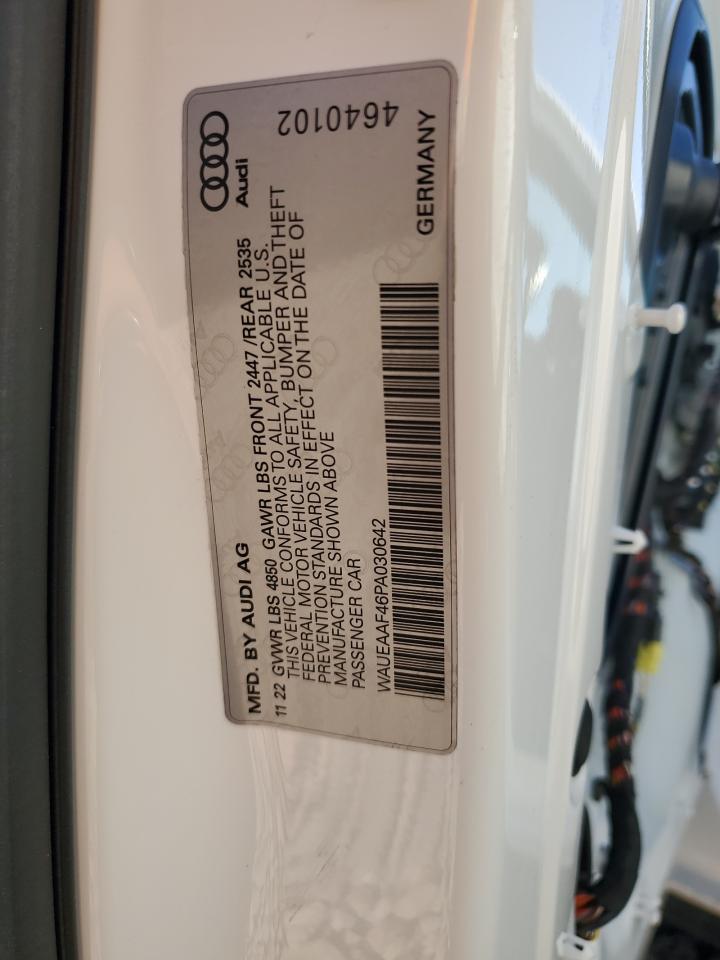 MFD. BY AUDI AG
Audi
11 22 GVWR LBS 4850 GAWR LBS FRONT 2447 /REAR 2535
THIS VEHICLE CONFORMS TO ALL APPLICABLE U.S.
FEDERAL MOTOR VEHICLE SAFETY, BUMPER AND THEFT
PREVENTION STANDARDS IN EFFECT ON THE DATE OF
MANUFACTURE SHOWN ABOVE
PASSENGER CAR
WAUEAAF46PA030642
GERMANY
4640102